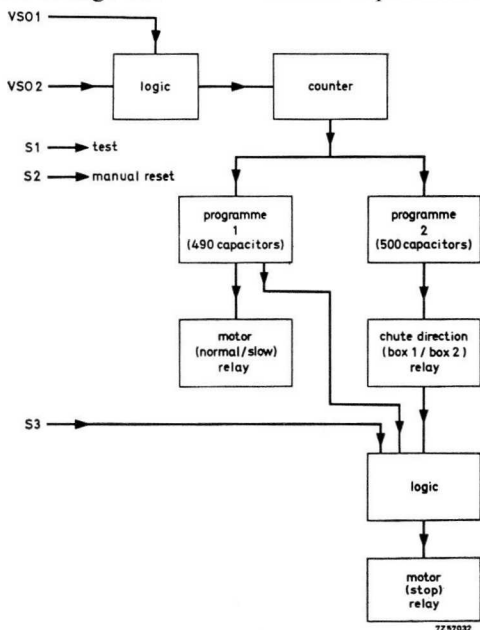 VSO1
VSO2
logic
counter
S1
test
S2
manual reset
programme
1
(490 capacitors)
programme
2
(500 capacitors)
motor
(normal/slow)
relay
chute direction
(box 1 / box 2)
relay
S3
logic
motor
(stop)
relay
7Z57032